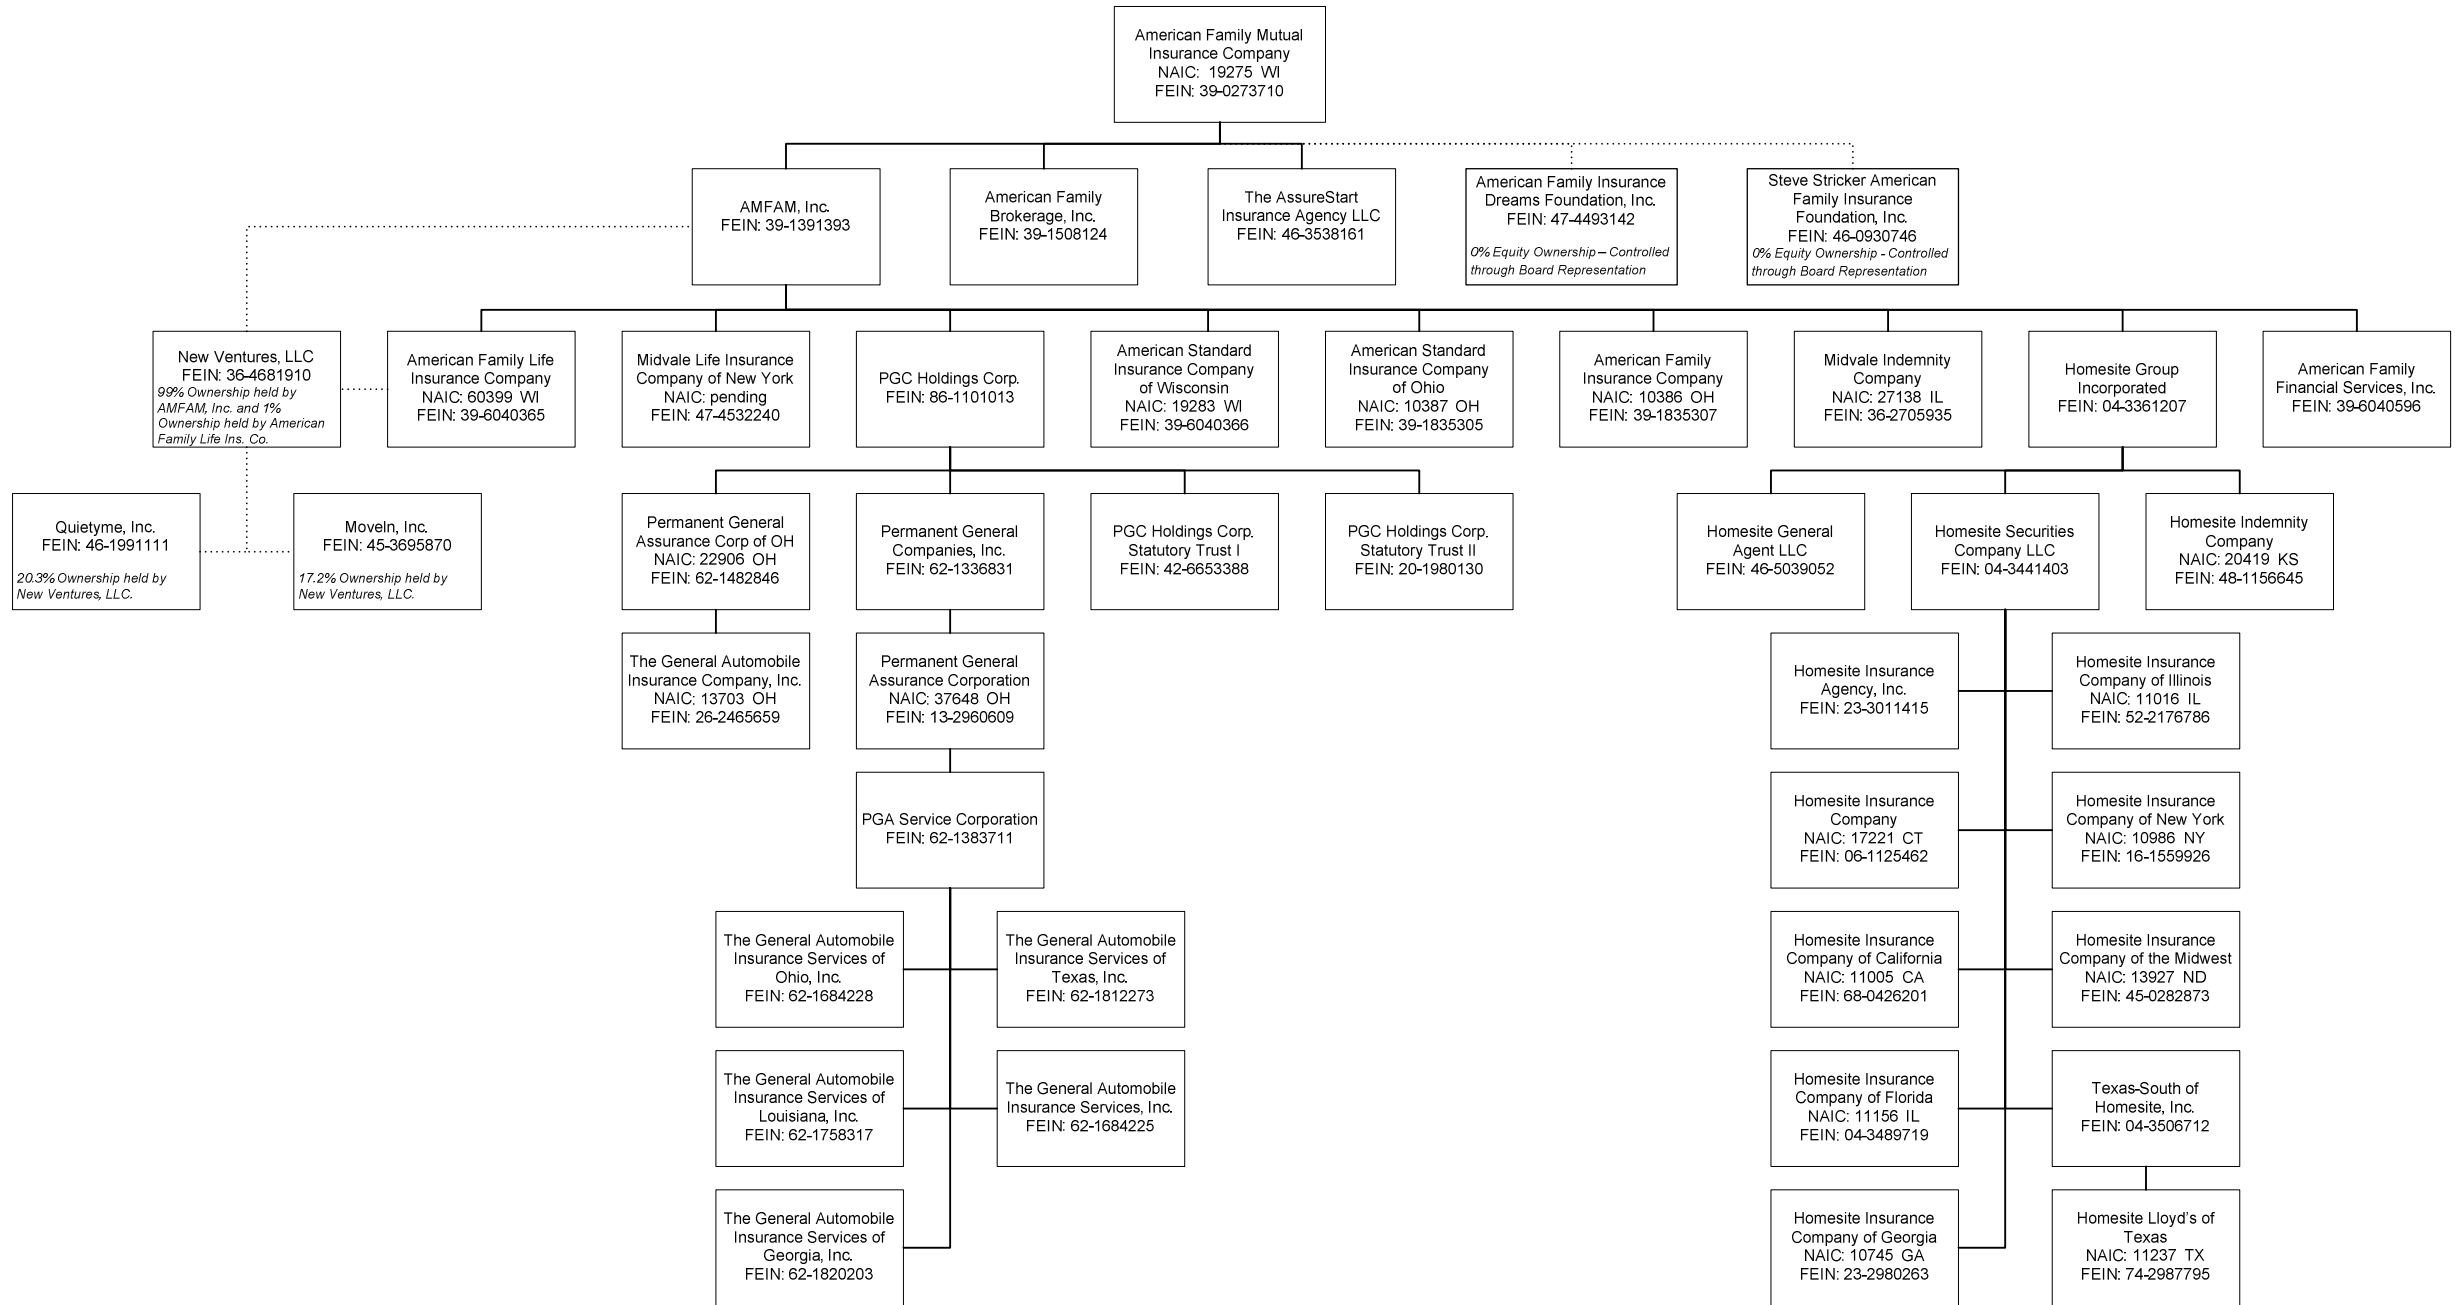 American Family Mutual
Insurance Company
NAIC: 19275 WI
FEIN: 39-0273710
AMFAM, Inc.
FEIN: 39-1391393
American Family
Brokerage, Inc.
FEIN: 39-1508124
The AssureStart
Insurance Agency LLC
FEIN: 46-3538161
American Family Insurance
Dreams Foundation, Inc.
FEIN: 47-4493142
0% Equity Ownership – Controlled
through Board Representation
Steve Stricker American
Family Insurance
Foundation, Inc.
FEIN: 46-0930746
0% Equity Ownership - Controlled
through Board Representation
New Ventures, LLC
FEIN: 36-4681910
99% Ownership held by
AMFAM, Inc. and 1%
Ownership held by American
Family Life Ins. Co.
American Family Life
Insurance Company
NAIC: 60399 WI
FEIN: 39-6040365
Midvale Life Insurance
Company of New York
NAIC: pending
FEIN: 47-4532240
PGC Holdings Corp.
FEIN: 86-1101013
American Standard
Insurance Company
of Wisconsin
NAIC: 19283 WI
FEIN: 39-6040366
American Standard
Insurance Company
of Ohio
NAIC: 10387 OH
FEIN: 39-1835305
American Family
Insurance Company
NAIC: 10386 OH
FEIN: 39-1835307
Midvale Indemnity
Company
NAIC: 27138 IL
FEIN: 36-2705935
Homesite Group
Incorporated
FEIN: 04-3361207
American Family
Financial Services, Inc.
FEIN: 39-6040596
Quietyme, Inc.
FEIN: 46-1991111
20.3% Ownership held by
New Ventures, LLC.
MoveIn, Inc.
FEIN: 45-3695870
17.2% Ownership held by
New Ventures, LLC.
Permanent General
Assurance Corp of OH
NAIC: 22906 OH
FEIN: 62-1482846
Permanent General
Companies, Inc.
FEIN: 62-1336831
PGC Holdings Corp.
Statutory Trust I
FEIN: 42-6653388
PGC Holdings Corp.
Statutory Trust II
FEIN: 20-1980130
Homesite General
Agent LLC
FEIN: 46-5039052
Homesite Securities
Company LLC
FEIN: 04-3441403
Homesite Indemnity
Company
NAIC: 20419 KS
FEIN: 48-1156645
The General Automobile
Insurance Company, Inc.
NAIC: 13703 OH
FEIN: 26-2465659
Permanent General
Assurance Corporation
NAIC: 37648 OH
FEIN: 13-2960609
Homesite Insurance
Agency, Inc.
FEIN: 23-3011415
Homesite Insurance
Company of Illinois
NAIC: 11016 IL
FEIN: 52-2176786
PGA Service Corporation
FEIN: 62-1383711
Homesite Insurance
Company
NAIC: 17221 CT
FEIN: 06-1125462
Homesite Insurance
Company of New York
NAIC: 10986 NY
FEIN: 16-1559926
The General Automobile
Insurance Services of
Ohio, Inc.
FEIN: 62-1684228
The General Automobile
Insurance Services of
Texas, Inc.
FEIN: 62-1812273
Homesite Insurance
Company of California
NAIC: 11005 CA
FEIN: 68-0426201
Homesite Insurance
Company of the Midwest
NAIC: 13927 ND
FEIN: 45-0282873
The General Automobile
Insurance Services of
Louisiana, Inc.
FEIN: 62-1758317
The General Automobile
Insurance Services, Inc.
FEIN: 62-1684225
Homesite Insurance
Company of Florida
NAIC: 11156 IL
FEIN: 04-3489719
Texas-South of
Homesite, Inc.
FEIN: 04-3506712
The General Automobile
Insurance Services of
Georgia, Inc.
FEIN: 62-1820203
Homesite Insurance
Company of Georgia
NAIC: 10745 GA
FEIN: 23-2980263
Homesite Lloyd's of
Texas
NAIC: 11237 TX
FEIN: 74-2987795